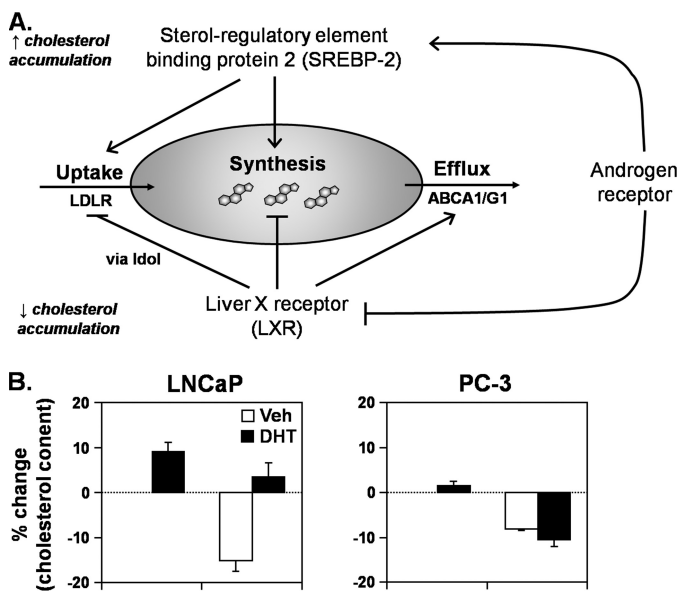 A.
↑ cholesterol
accumulation
Sterol-regulatory element
binding protein 2 (SREBP-2)
Uptake
LDLR
Synthesis
Efflux
ABCA1/G1
Androgen
receptor
via Idol
↓ cholesterol
accumulation
Liver X receptor
(LXR)
B.
LNCaP
PC-3
% change
(cholesterol conent)
20
10
0
-10
-20
Veh
DHT
20
10
0
-10
-20